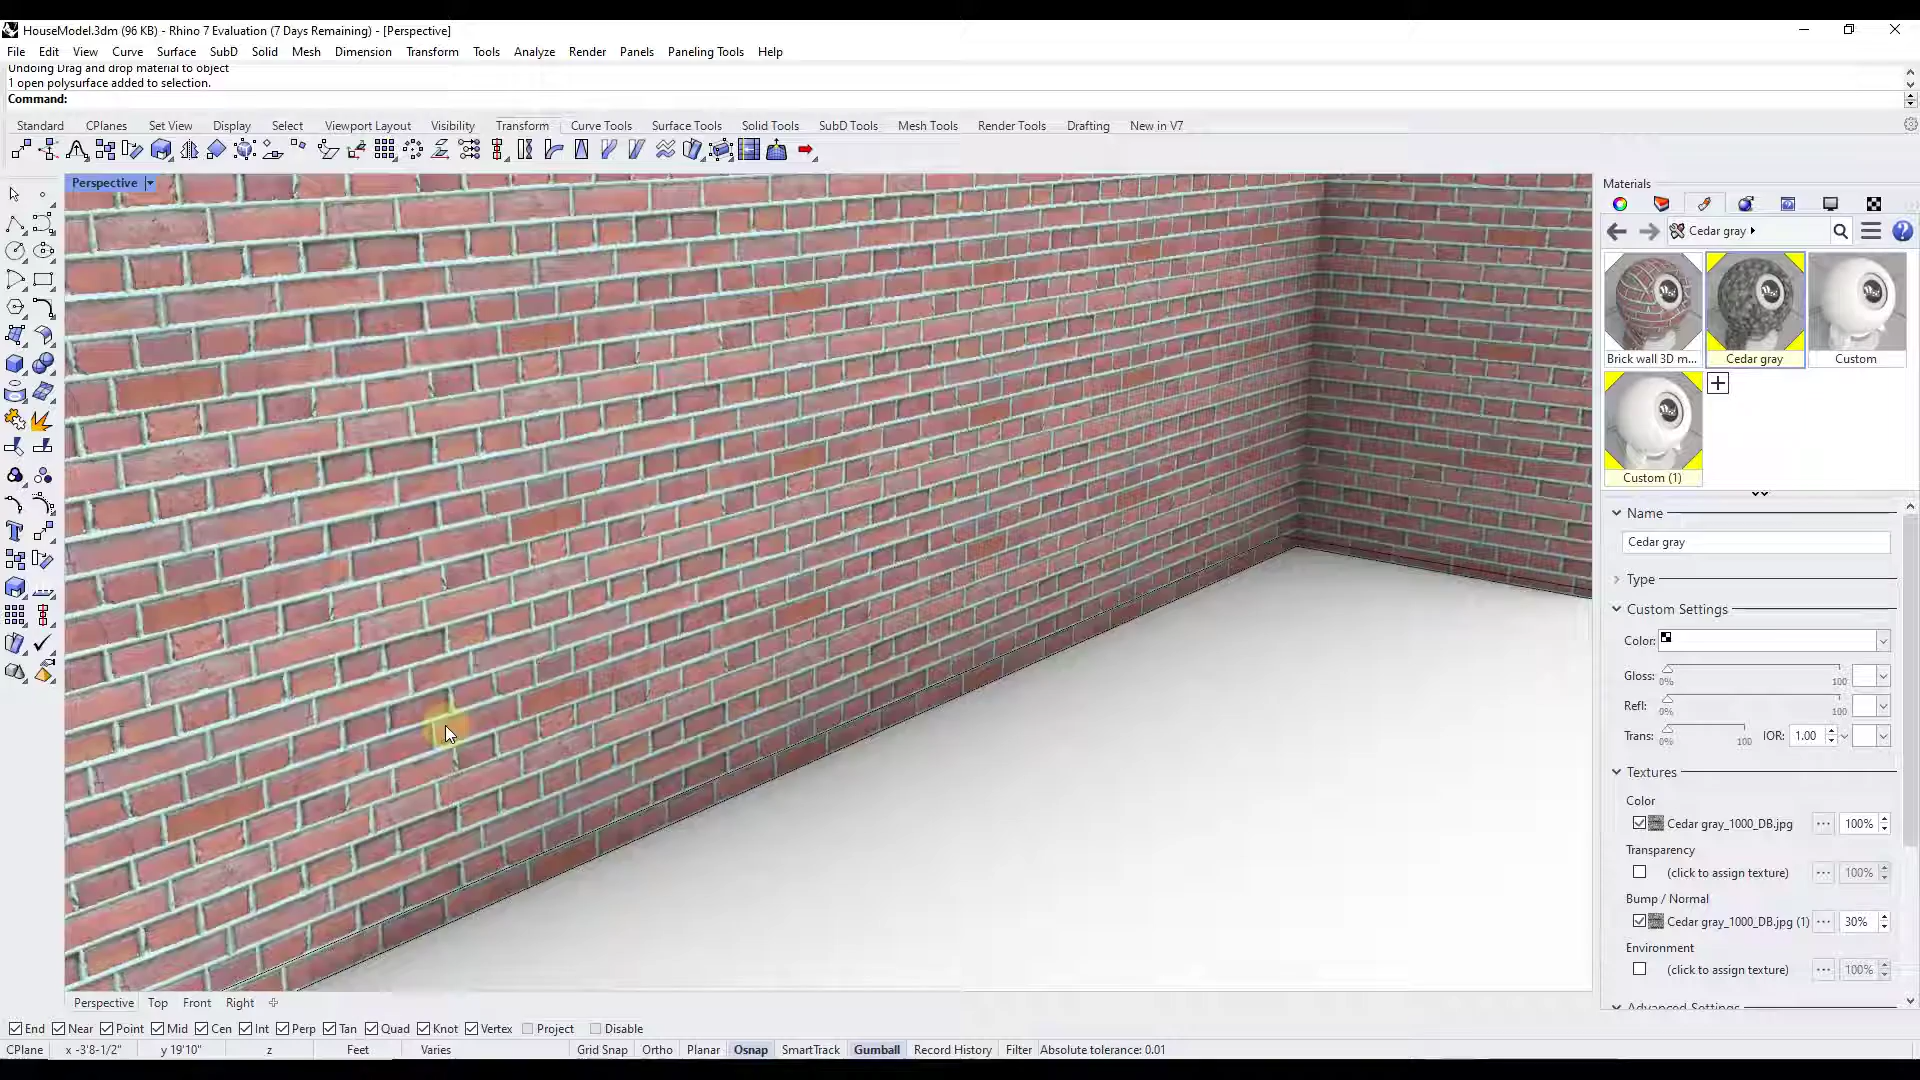 HouseModel.3dm (96 KB) - Rhino 7 Evaluation (7 Days Remaining) - [Perspective]
File Edit View Curve Surface SubD Solid Mesh Dimension Transform Tools Analyze Render Panels Paneling Tools Help
Undoing Drag and drop material to object
1 open polysurface added to selection.
Command:
Standard CPlanes Set View Display Select Viewport Layout Visibility Transform Curve Tools Surface Tools Solid Tools SubD Tools Mesh Tools Render Tools Drafting New in V7
Perspective
Materials
Cedar gray
Brick wall 3D m... Cedar gray Custom
Custom (1)
Name
Cedar gray
Type
Custom Settings
Color:
Gloss: 0% 100
Refl.: 0% 100
Trans.: 0% 100 IOR: 1.00
Textures
Color
Cedar gray_1000_DB.jpg ... 100%
Transparency
(click to assign texture) ... 100%
Bump / Normal
Cedar gray_1000_DB.jpg (1) ... 30%
Environment
(click to assign texture) ... 100%
Advanced Settings
Perspective Top Front Right
End Near Point Mid Cen Int Perp Tan Quad Knot Vertex Project Disable
CPlane x -3'8-1/2" y 19'10" z Feet Varies Grid Snap Ortho Planar Osnap SmartTrack Gumball Record History Filter Absolute tolerance: 0.01